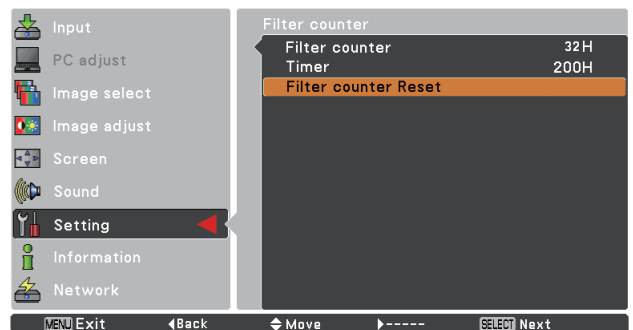 Input
PC adjust
Image select
Image adjust
Screen
Sound
Setting
Information
Network
Filter counter
Filter counter 32H
Timer 200H
Filter counter Reset
MENU Exit ◀Back ◆Move ▶----- SELECT Next